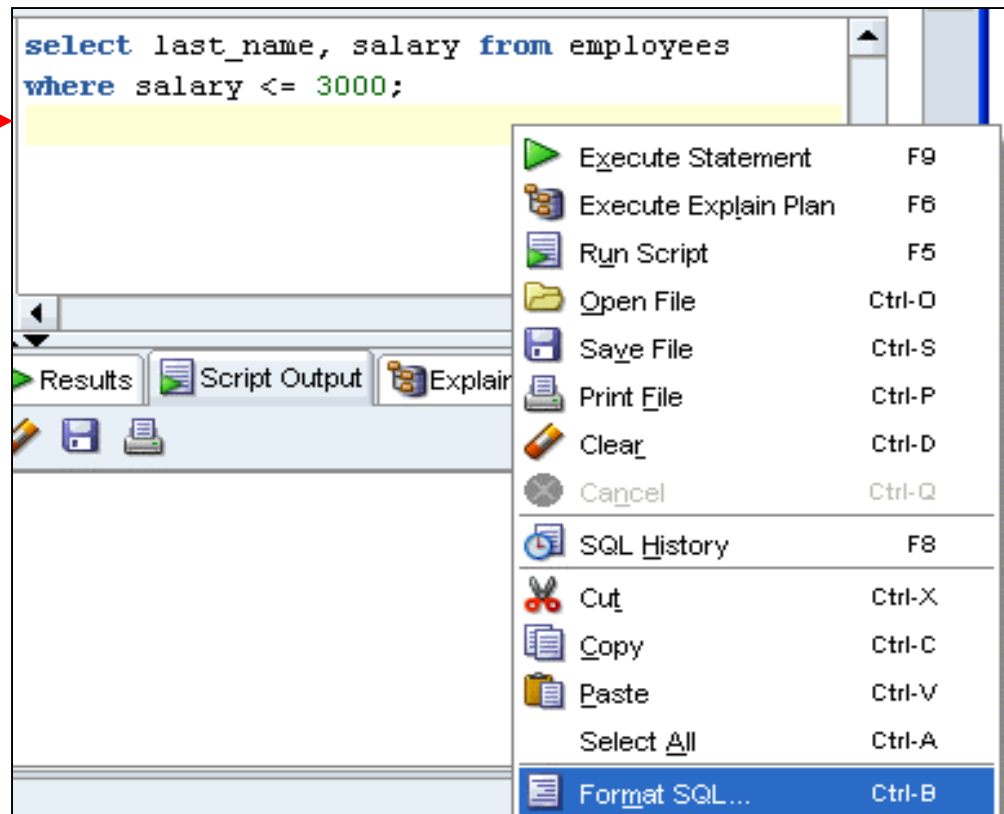 select last_name, salary from employees
where salary <= 3000;
Execute Statement F9
Execute Explain Plan F6
Run Script F5
Open File Ctrl-O
Save File Ctrl-S
Print File Ctrl-P
Clear Ctrl-D
Cancel Ctrl-Q
SQL History F8
Cut Ctrl-X
Copy Ctrl-C
Paste Ctrl-V
Select All Ctrl-A
Format SQL... Ctrl-B
Results Script Output Explain